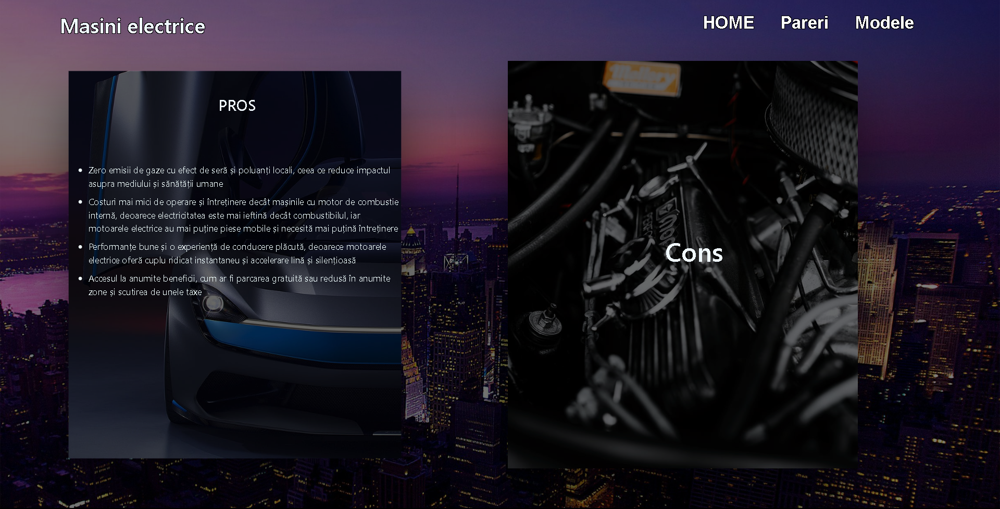 Masini electrice
HOME Pareri Modele
PROS
Zero emisii de gaze cu efect de seră și poluanți locali, ceea ce reduce impactul
asupra mediului și sănătății umane
Costuri mai mici de operare și întreținere decât mașinile cu motor de combustie
internă, deoarece electricitatea este mai ieftină decât combustibilul, iar
motoarele electrice au mai puține piese mobile și necesită mai puțină întreținere
Performanțe bune și o experiență de conducere plăcută, deoarece motoarele
electrice oferă cuplu ridicat instantaneu și accelerare lină și silențioasă
Accesul la anumite beneficii, cum ar fi parcarea gratuită sau redusă în anumite
zone și scutirea de unele taxe
Mallory
Cons